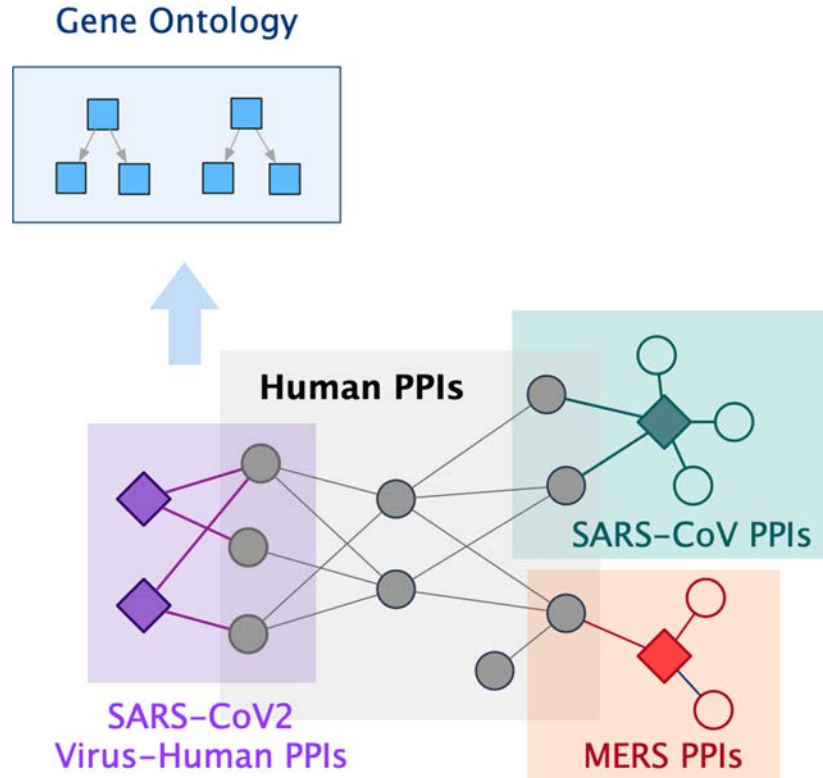 Gene Ontology
Human PPIs
SARS-CoV PPIs
SARS-CoV2
Virus-Human PPIs
MERS PPIs